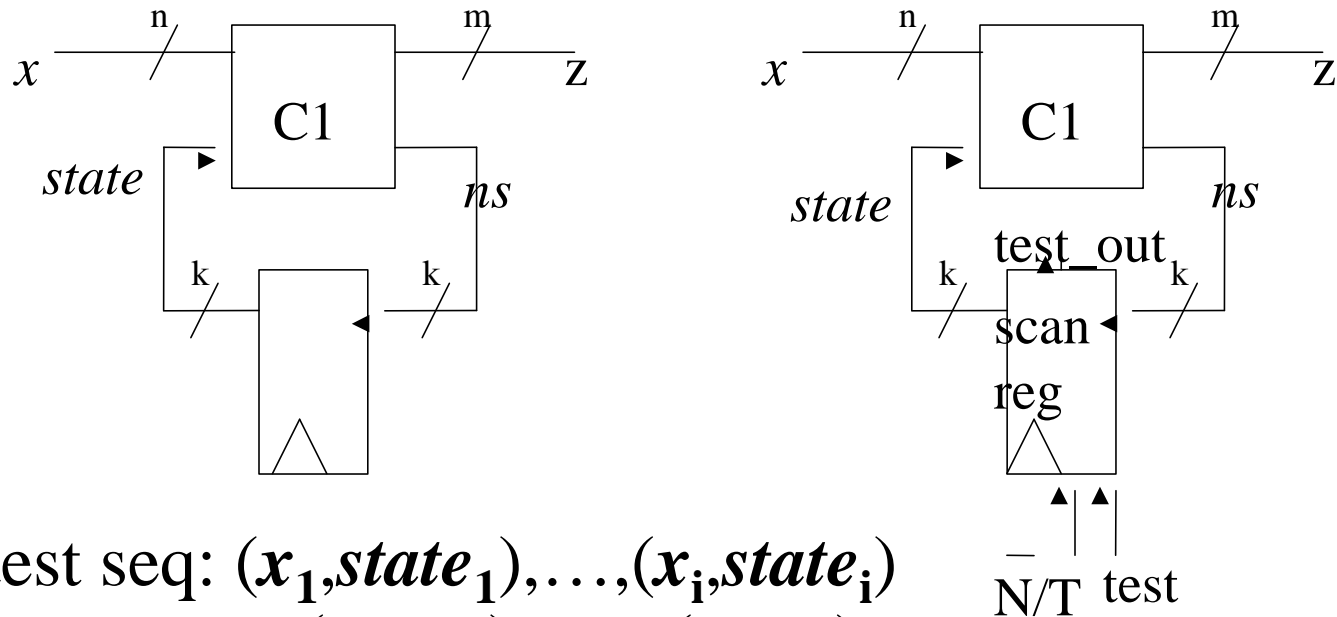 n
m
x
z
C1
state
ns
k
k
n
m
x
z
C1
state
ns
test_out
k
k
scan
reg
est seq: (x1,state1),…,(xi,statei)
N/T test